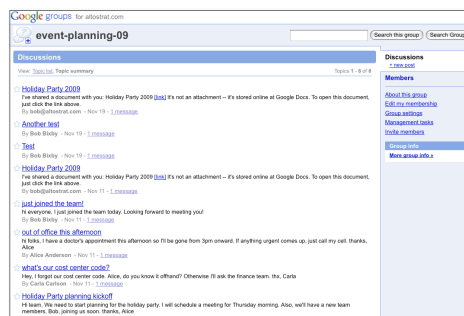 Google groups for altostrat.com
event-planning-09
Search this group
Search Group
Discussions
View: Topic list, Topic summary
Topics 1 - 8 of 8
Holiday Party 2009
I've shared a document with you: Holiday Party 2009 [link] It's not an attachment -- it's stored online at Google Docs. To open this document,
just click the link above.
By bob@altostrat.com - Nov 19 - 1 message
Another test
By Bob Bixby - Nov 19 - 1 message
Test
By Bob Bixby - Nov 19 - 1 message
Holiday Party 2009
I've shared a document with you: Holiday Party 2009 [link] It's not an attachment -- it's stored online at Google Docs. To open this document,
just click the link above.
By bob@altostrat.com - Nov 11 - 1 message
just joined the team!
hi everyone, I just joined the team today. Looking forward to meeting you!
By Bob Bixby - Nov 11 - 1 message
out of office this afternoon
hi folks, I have a doctor's appointment this afternoon so I'll be gone from 3pm onward. If anything urgent comes up, just call my cell. thanks,
Alice
By Alice Anderson - Nov 11 - 1 message
what's our cost center code?
Hey, I forgot our cost center code. Alice, do you know it offhand? Otherwise I'll ask the finance team. thx, Carla
By Carla Carlson - Nov 11 - 1 message
Holiday Party planning kickoff
Hi team, We need to start planning for the holiday party. I will schedule a meeting for Thursday morning. Also, we'll have a new team
members, Bob, joining us soon. thanks, Alice
Discussions
+ new post
Members
About this group
Edit my membership
Group settings
Management tasks
Invite members
Group info
More group info »